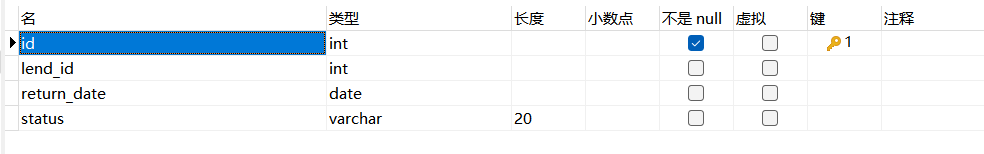 名 类型 长度 小数点 不是 null 虚拟 键 注释
id int 1
lend_id int
return_date date
status varchar 20